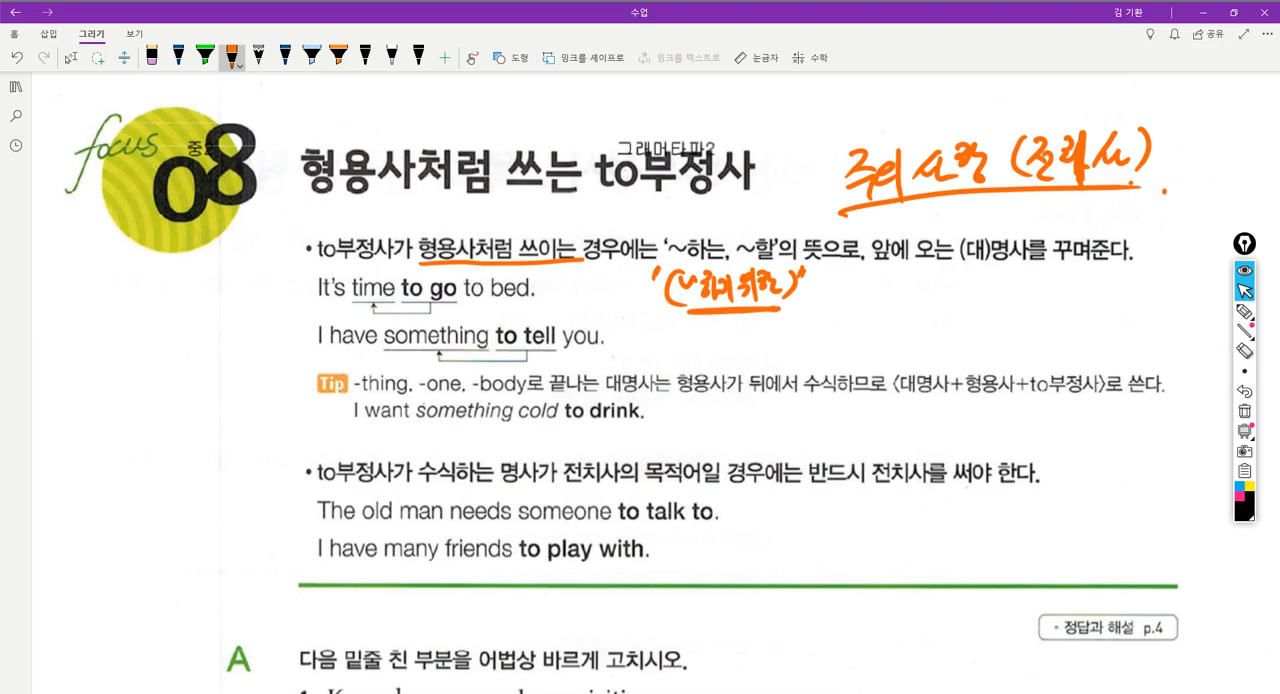 수업
김 기환
홈 삽입 그리기 보기
공유
도형 잉크를 셰이프로 잉크를 텍스트로 눈금자 수학
focus 08
그래머타파2
형용사처럼 쓰는 to부정사
주의 사항 (전치사)
• to부정사가 형용사처럼 쓰이는 경우에는 ‘~하는, ~할’의 뜻으로, 앞에 오는 (대)명사를 꾸며준다.
It's time to go to bed.
'(~하기 위한)'
I have something to tell you.
Tip -thing, -one, -body로 끝나는 대명사는 형용사가 뒤에서 수식하므로 〈대명사+형용사+to부정사〉로 쓴다.
I want something cold to drink.
• to부정사가 수식하는 명사가 전치사의 목적어일 경우에는 반드시 전치사를 써야 한다.
The old man needs someone to talk to.
I have many friends to play with.
• 정답과 해설 p.4
A 다음 밑줄 친 부분을 어법상 바르게 고치시오.